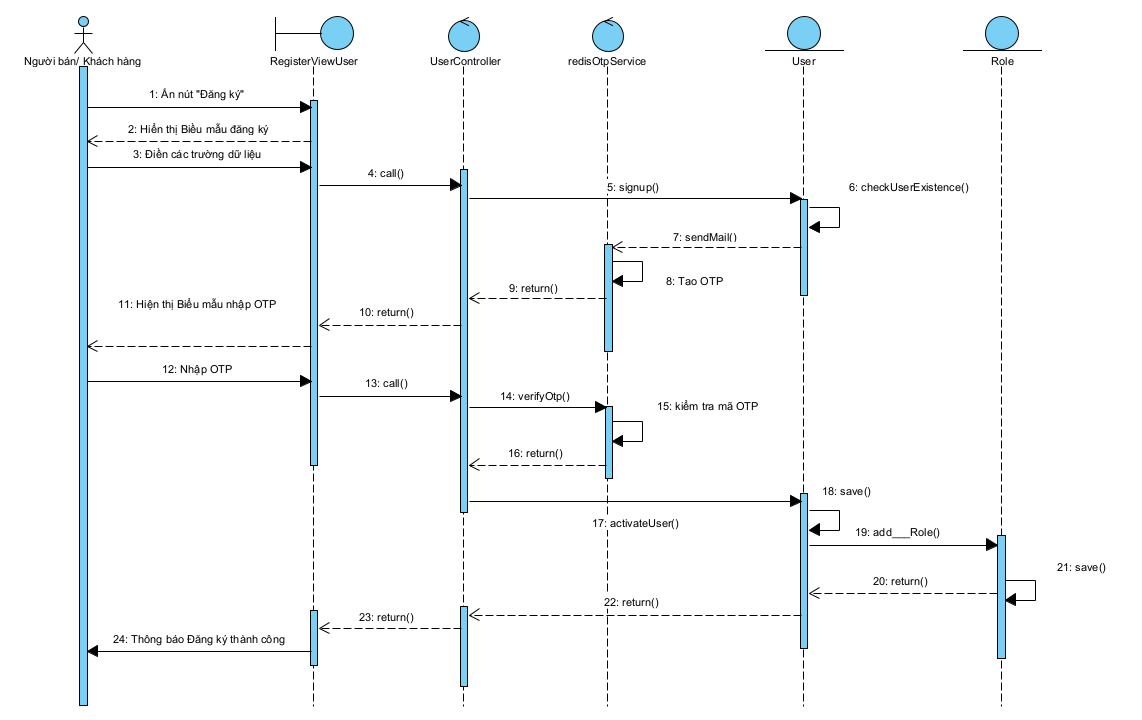 Người bán/ Khách hàng
RegisterViewUser
UserController
redisOtpService
User
Role
1: Ấn nút "Đăng ký"
2: Hiển thị Biểu mẫu đăng ký
3: Điền các trường dữ liệu
4: call()
5: signup()
6: checkUserExistence()
7: sendMail()
8: Tạo OTP
9: return()
10: return()
11: Hiện thị Biểu mẫu nhập OTP
12: Nhập OTP
13: call()
14: verifyOtp()
15: kiểm tra mã OTP
16: return()
17: activateUser()
18: save()
19: add___Role()
20: return()
21: save()
22: return()
23: return()
24: Thông báo Đăng ký thành công